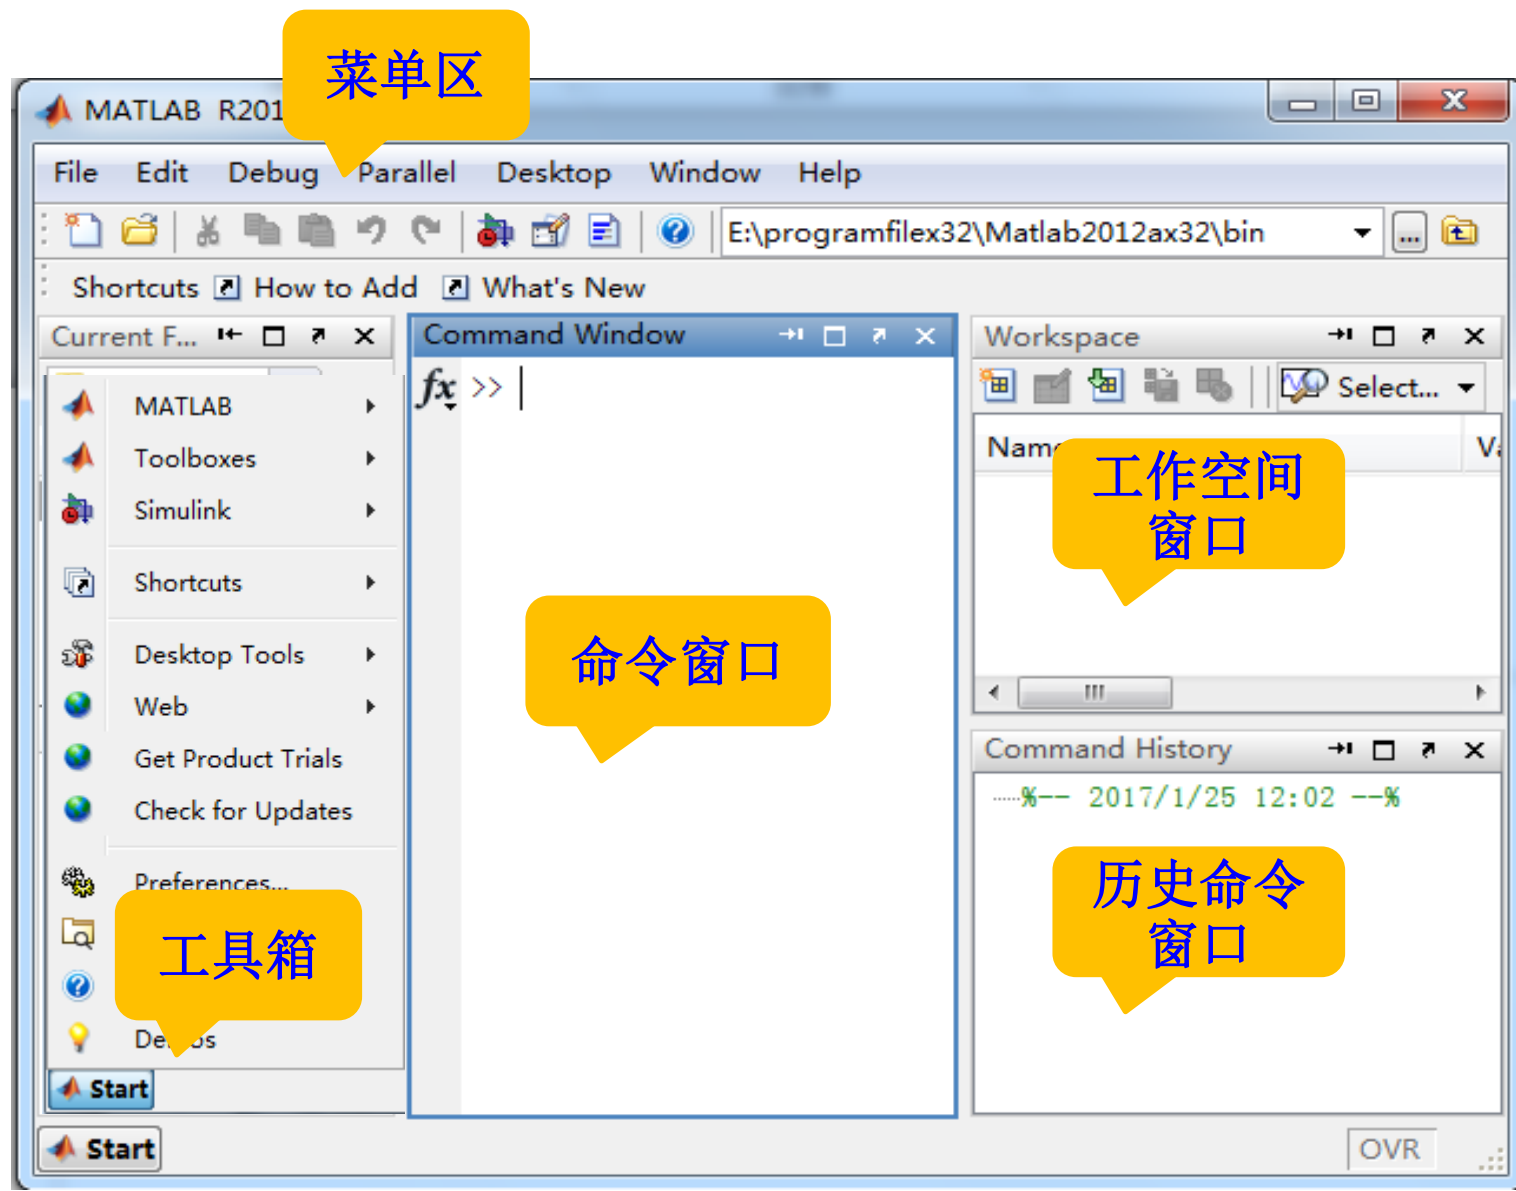 菜单区
MATLAB R201
File Edit Debug Parallel Desktop Window Help
E:\programfilex32\Matlab2012ax32\bin
Shortcuts How to Add What's New
Current F...
MATLAB
Toolboxes
Simulink
Shortcuts
Desktop Tools
Web
Get Product Trials
Check for Updates
Preferences...
工具箱
Start
Start
Command Window
fx >>
命令窗口
Workspace
Select...
工作空间
窗口
Command History
%-- 2017/1/25 12:02 --%
历史命令
窗口
OVR